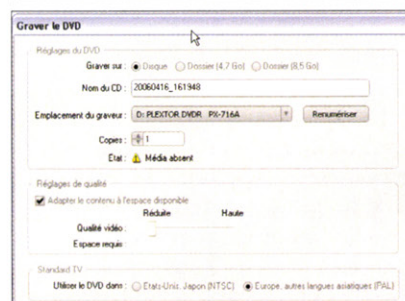 Graver le DVD
Réglages du DVD
Graver sur : Disque Dossier (4,7 Go) Dossier (8,5 Go)
Nom du CD : 20060416_161948
Emplacement du graveur : D: PLEXTOR DVDR PX-716A Renumériser
Copies : 1
Etat : Média absent
Réglages de qualité
Adapter le contenu à l'espace disponible
Réduite Haute
Qualité vidéo :
Espace requis
Standard TV
Utiliser le DVD dans : Etats-Unis, Japon (NTSC) Europe, autres langues asiatiques (PAL)